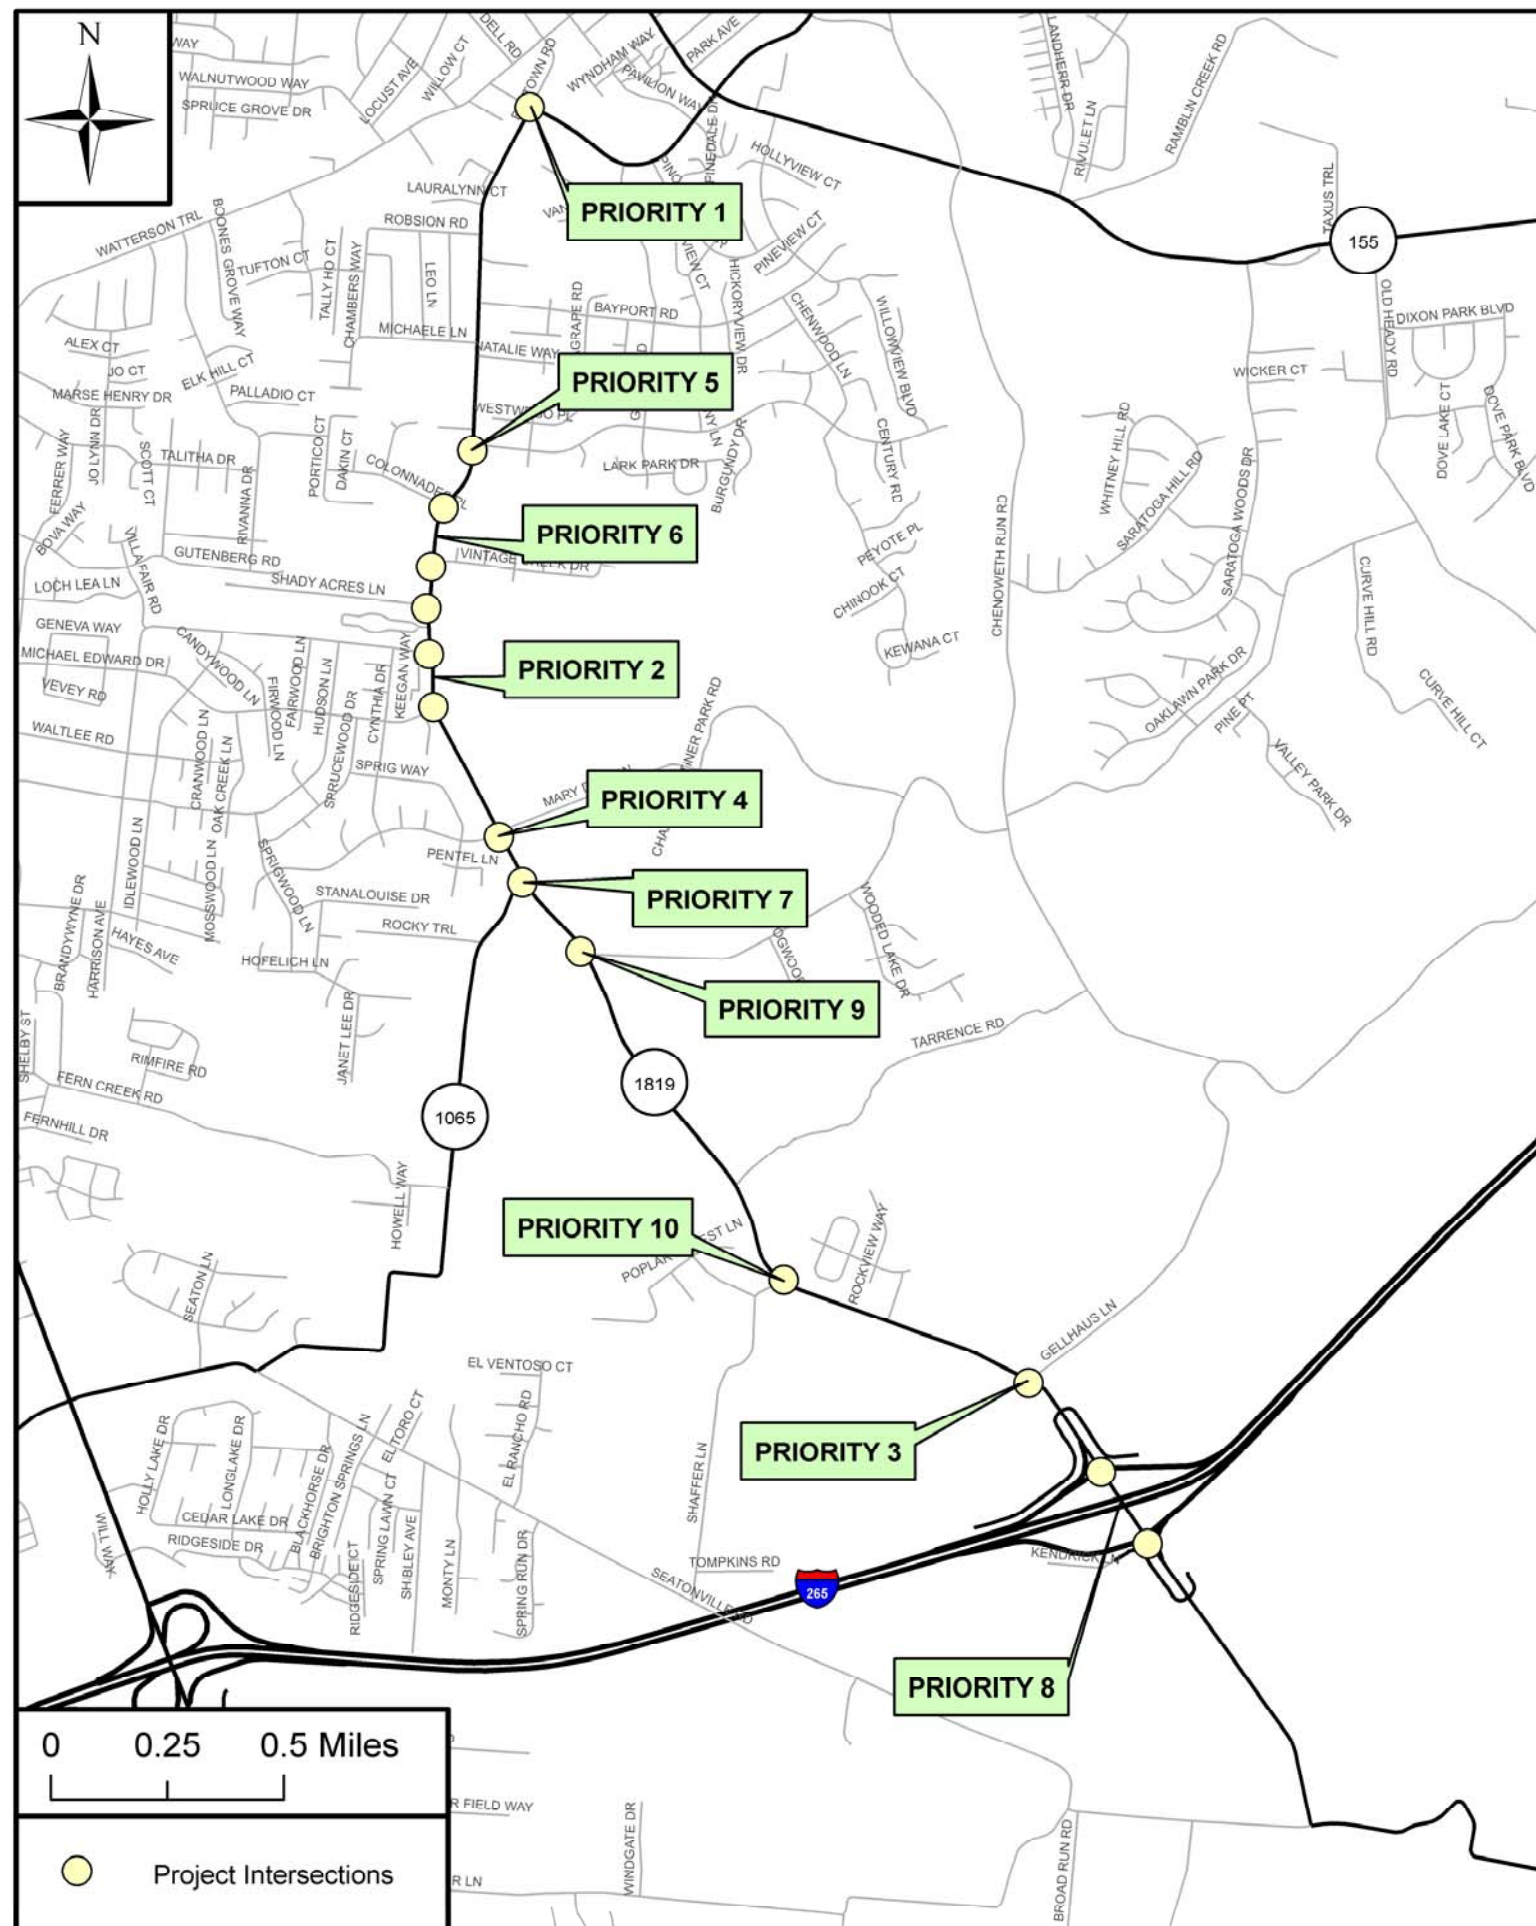 N
WAY
WALNUTWOOD WAY
SPRUCE GROVE DR
LOCUST AVE
WILLOW CT
DELL RD
TOWN RD
WYNDHAM WAY
PARK AVE
PAVILION WAY
PINEDALE DR
HOLLYVIEW CT
LANDHERR DR
RIVULET LN
RAMBLIN CREEK RD
TAXUS TRL
155
LAURALYNN CT
PRIORITY 1
ROBSION RD
WATTERSON TRL
BOONES GROVE WAY
TUFTON CT
TALLY HO CT
CHAMBERS WAY
LEO LN
VIEW CT
PINEVIEW CT
HICKORYVIEW DR
BAYPORT RD
CHENWOOD LN
WILLOWVIEW BLVD
OLD HEADY RD
DIXON PARK BLVD
MICHAELE LN
NATALIE WAY
ALEX CT
JO CT
ELK HILL CT
MARSE HENRY DR
PALLADIO CT
PRIORITY 5
WICKER CT
DOVE LAKE CT
DOVE PARK BLVD
FERRER WAY
JO LYNN DR
SCOTT CT
TALITHA DR
RIVANNA DR
PORTICO CT
DAKIN CT
LARK PARK DR
BURGUNDY DR
CENTURY RD
WHITNEY HILL RD
SARATOGA HILL RD
SARATOGA WOODS DR
CHENOWETH RUN RD
PRIORITY 6
BOVA WAY
VILLA FAIR RD
GUTENBERG RD
SHADY ACRES LN
LOCH LEA LN
PEYOTE PL
CHINOOK CT
KEWANA CT
CURVE HILL RD
CURVE HILL CT
GENEVA WAY
MICHAEL EDWARD DR
VEVEY RD
CANDYWOOD LN
FIRWOOD LN
FAIRWOOD LN
HUDSON LN
SPRUCEWOOD DR
CYNTHIA DR
KEEGAN WAY
PRIORITY 2
OAKLAWN PARK DR
PINE PT
VALLEY PARK DR
WALTLEE RD
CRANWOOD LN
OAK CREEK LN
SPRIG WAY
PRIORITY 4
IDLEWOOD LN
MOSSWOOD LN
SPRIGWOOD LN
PENTEL LN
PRIORITY 7
STANALOUISE DR
ROCKY TRL
BRANDYWYNE DR
HARRISON AVE
HAYES AVE
HOFELICH LN
WOODED LAKE DR
PRIORITY 9
JANET LEE DR
SHELBY ST
RIMFIRE RD
FERN CREEK RD
FERNHILL DR
TARRENCE RD
1819
1065
HOWELL WAY
SEATON LN
PRIORITY 10
ROCKVIEW WAY
GELLHAUS LN
EL VENTOSO CT
EL TORO CT
EL RANCHO RD
PRIORITY 3
HOLLY LAKE DR
LONGLAKE DR
CEDAR LAKE DR
RIDGESIDE DR
BLACKHORSE DR
BRIGHTON SPRINGS LN
SPRING LAWN CT
RIDGESIDE CT
SHIBLEY AVE
MONTY LN
SPRING RUN DR
WILL WAY
SHAFFER LN
TOMPKINS RD
SEATONVILLE RD
265
KENDRICK LN
PRIORITY 8
0 0.25 0.5 Miles
R FIELD WAY
R LN
WINDGATE DR
BROAD RUN RD
Project Intersections